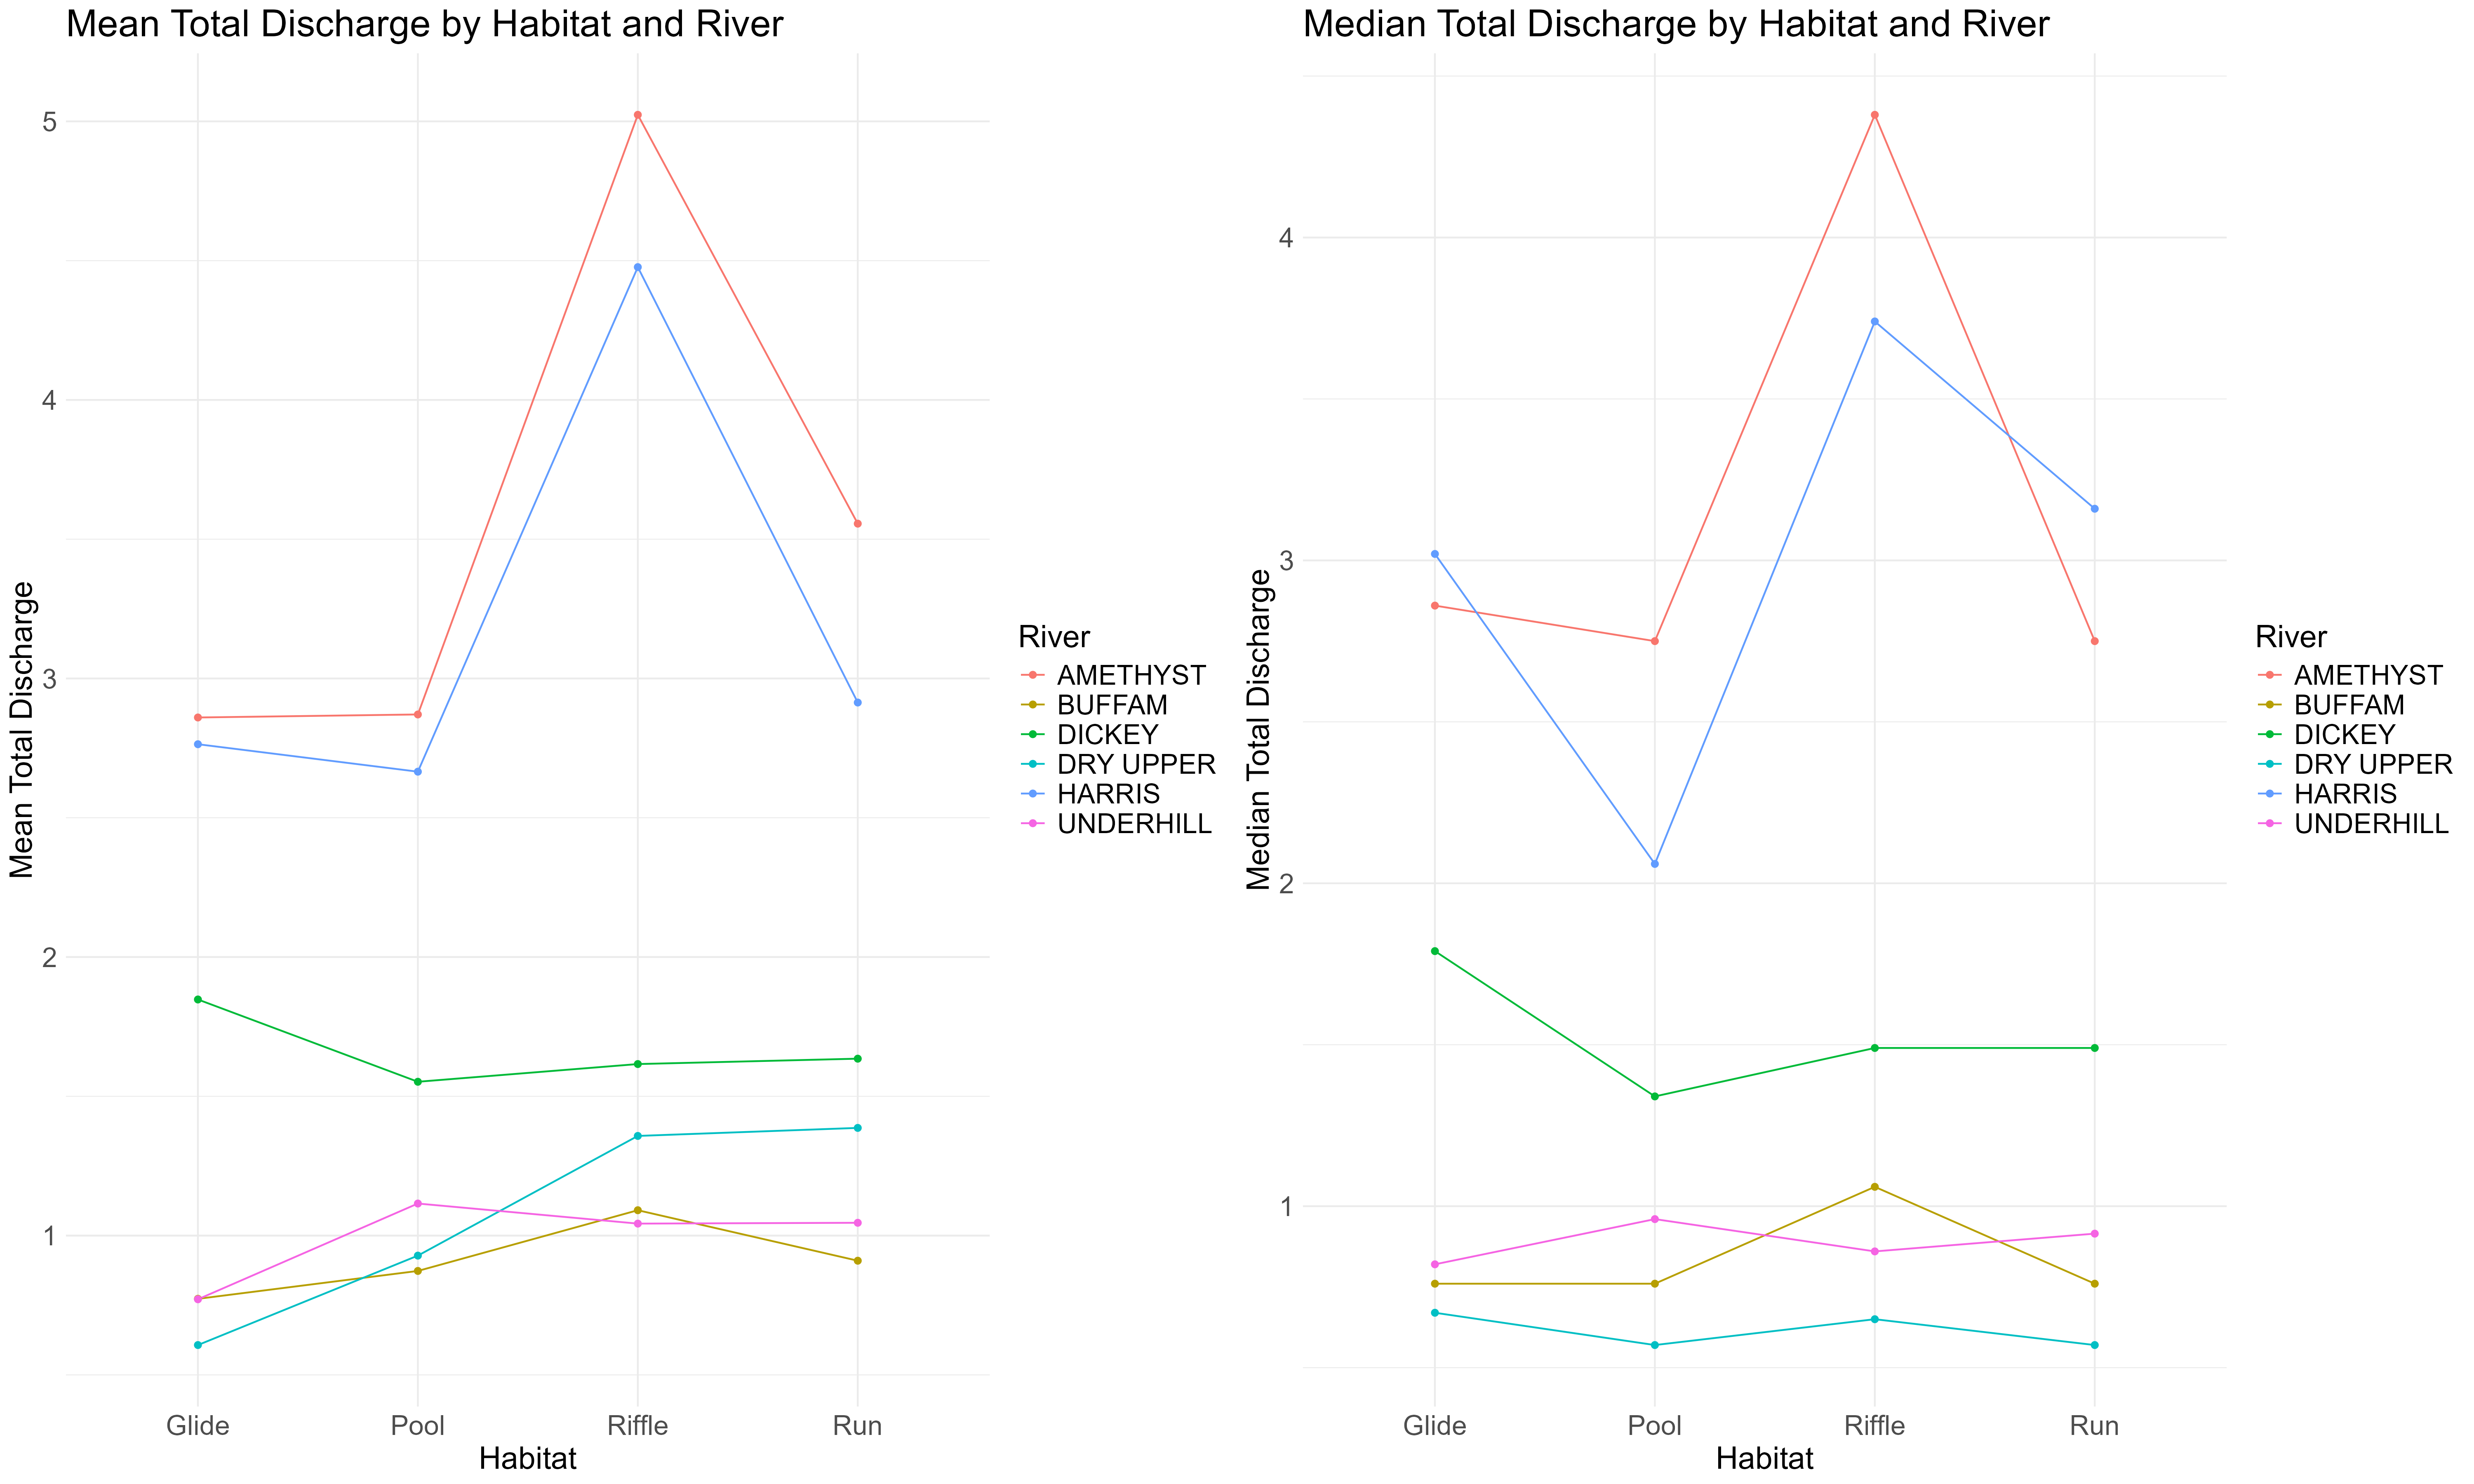 Mean Total Discharge by Habitat and River
Mean Total Discharge
5
4
3
2
1
Glide Pool Riffle Run
Habitat
River
AMETHYST
BUFFAM
DICKEY
DRY UPPER
HARRIS
UNDERHILL
Median Total Discharge by Habitat and River
Median Total Discharge
4
3
2
1
Glide Pool Riffle Run
Habitat
River
AMETHYST
BUFFAM
DICKEY
DRY UPPER
HARRIS
UNDERHILL